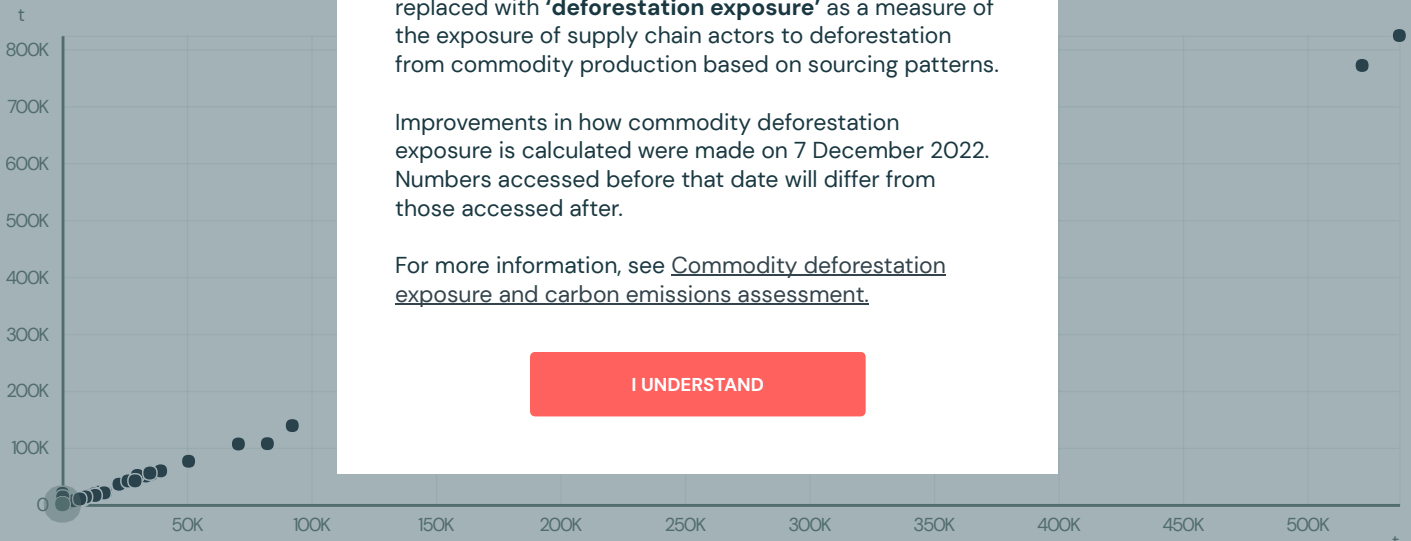 t
replaced with ‘deforestation exposure’ as a measure of
the exposure of supply chain actors to deforestation
from commodity production based on sourcing patterns.
Improvements in how commodity deforestation
exposure is calculated were made on 7 December 2022.
Numbers accessed before that date will differ from
those accessed after.
For more information, see Commodity deforestation
exposure and carbon emissions assessment.
I UNDERSTAND
800K
700K
600K
500K
400K
300K
200K
100K
0
50K 100K 150K 200K 250K 300K 350K 400K 450K 500K